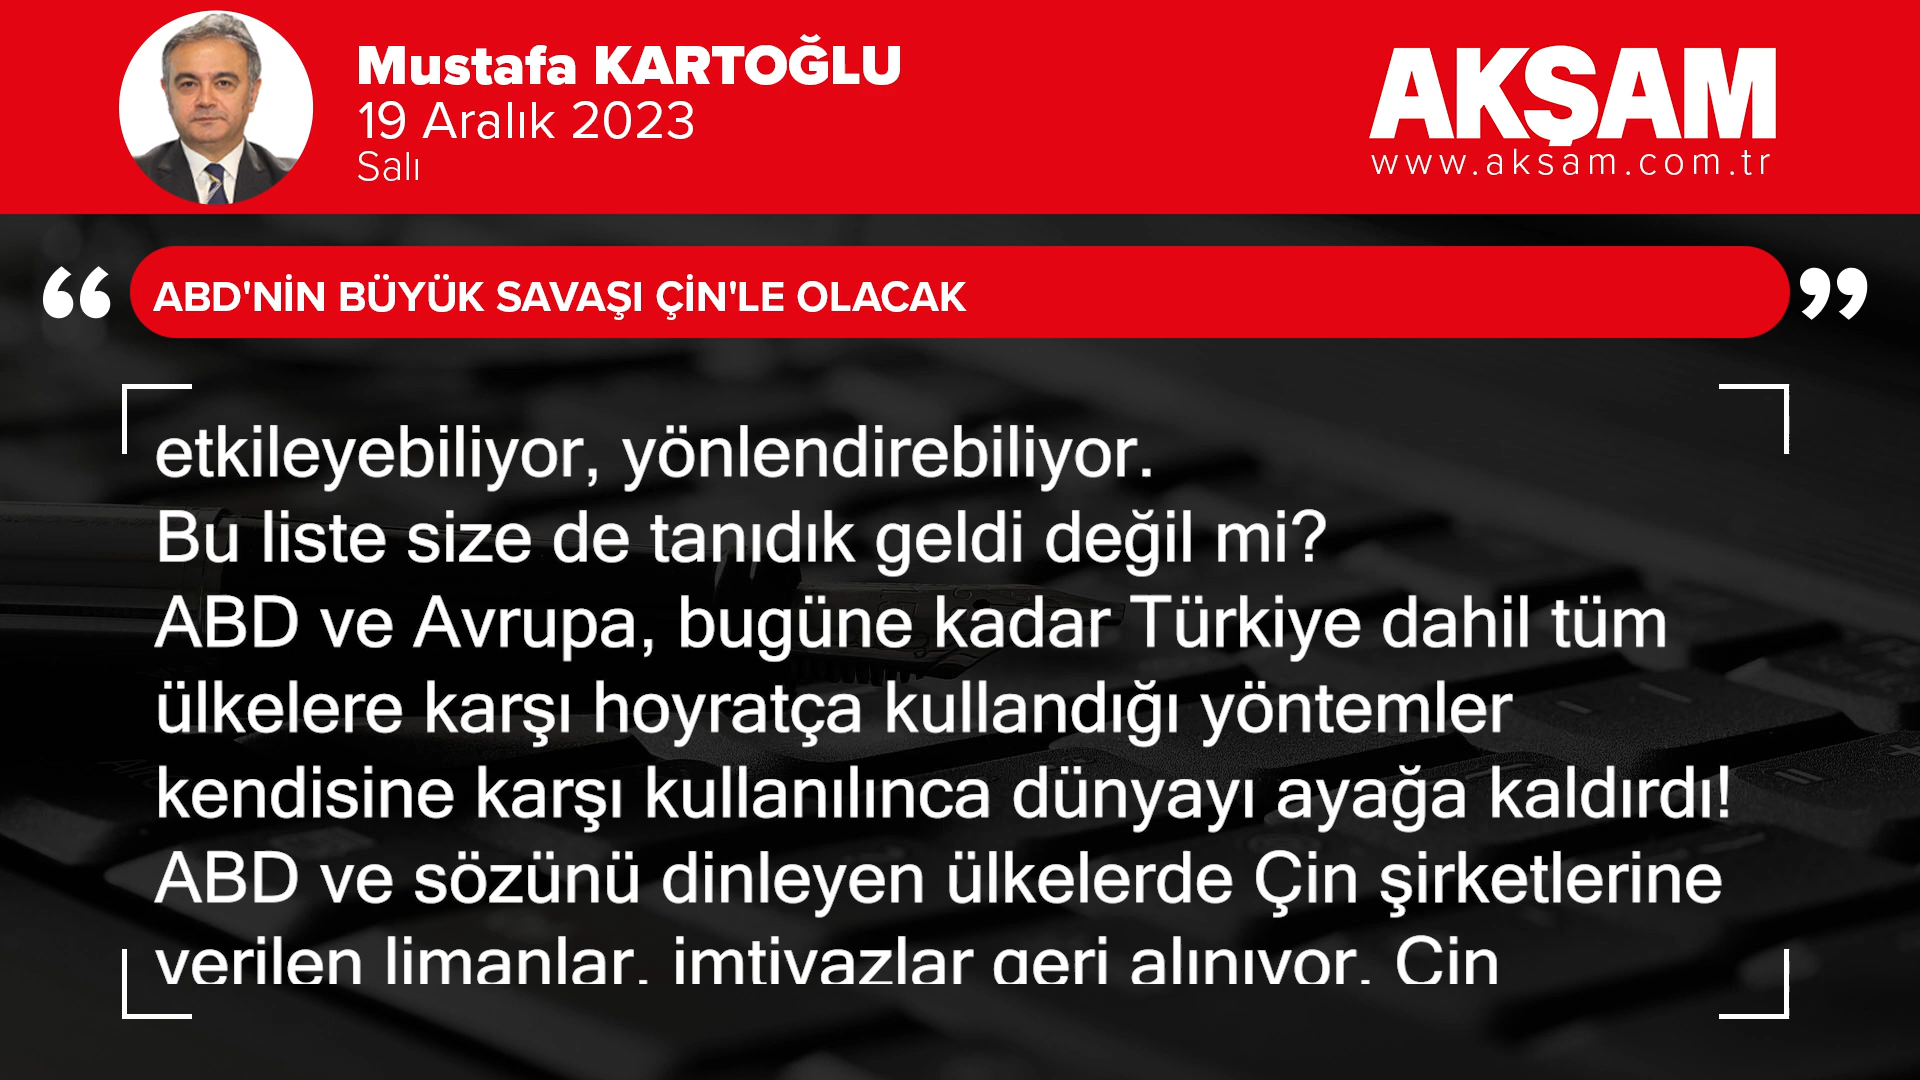 Mustafa KARTOĞLU
19 Aralık 2023
Salı
AKŞAM
www.aksam.com.tr
“ ABD'NİN BÜYÜK SAVAŞI ÇİN'LE OLACAK ”
etkileyebiliyor, yönlendirebiliyor.
Bu liste size de tanıdık geldi değil mi?
ABD ve Avrupa, bugüne kadar Türkiye dahil tüm
ülkelere karşı hoyratça kullandığı yöntemler
kendisine karşı kullanılınca dünyayı ayağa kaldırdı!
ABD ve sözünü dinleyen ülkelerde Çin şirketlerine
verilen limanlar, imtiyazlar geri alınıyor. Çin